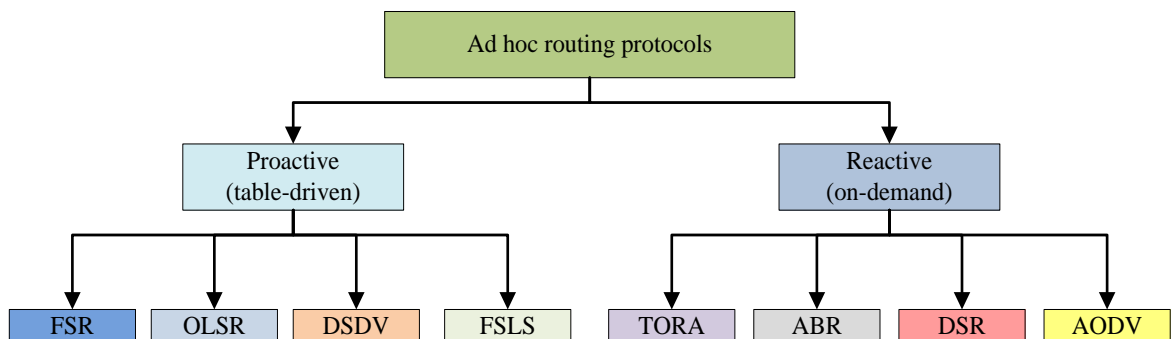 Ad hoc routing protocols
Proactive
(table-driven)
Reactive
(on-demand)
FSR
OLSR
DSDV
FSLS
TORA
ABR
DSR
AODV